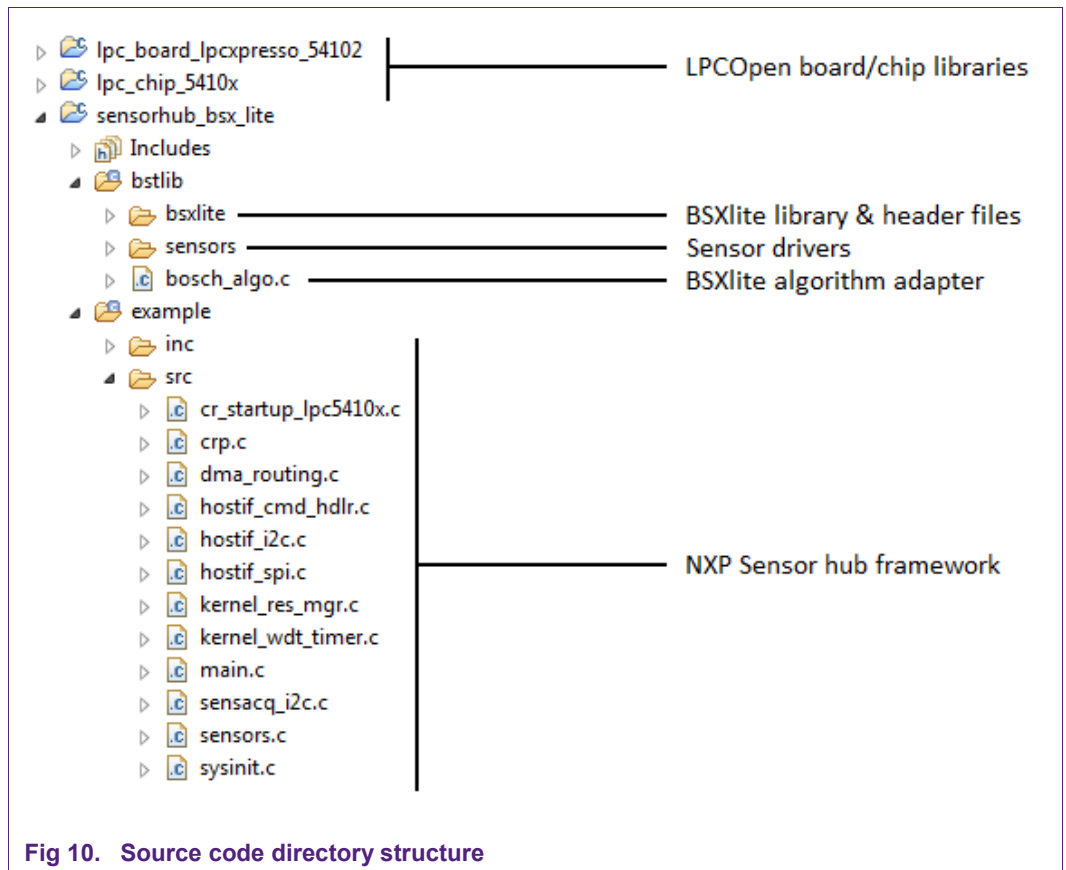 lpc_board_lpcxpresso_54102
lpc_chip_5410x
LPCOpen board/chip libraries
sensorhub_bsx_lite
Includes
bstlib
bsxlite BSXlite library & header files
sensors Sensor drivers
bosch_algo.c BSXlite algorithm adapter
example
inc
src
cr_startup_lpc5410x.c
crp.c
dma_routing.c
hostif_cmd_hdlr.c
hostif_i2c.c
hostif_spi.c
NXP Sensor hub framework
kernel_res_mgr.c
kernel_wdt_timer.c
main.c
sensacq_i2c.c
sensors.c
sysinit.c
Fig 10. Source code directory structure